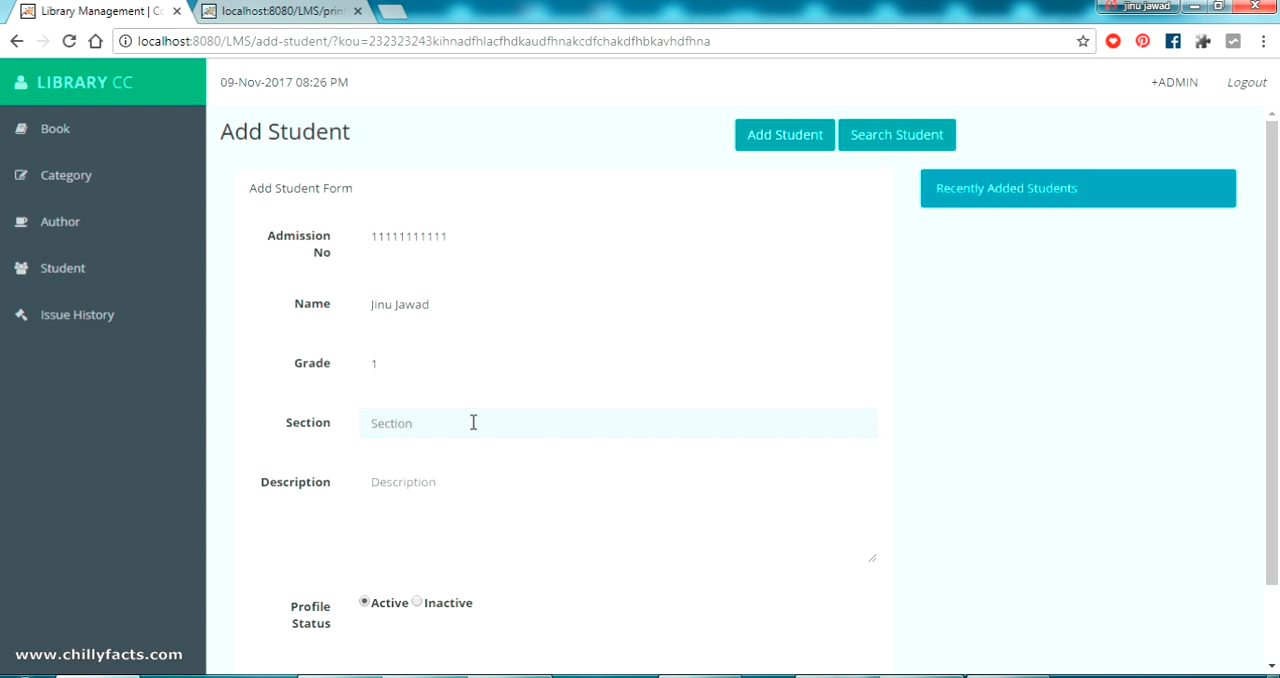 Library Management | Co
localhost:8080/LMS/print
jinu jawad
localhost:8080/LMS/add-student/?kou=232323243kihnadfhlacfhdkaudfhnakcdfchakdfhbkavhdfhna
LIBRARY CC
09-Nov-2017 08:26 PM
+ADMIN
Logout
Book
Category
Author
Student
Issue History
Add Student
Add Student
Search Student
Add Student Form
Recently Added Students
Admission
No
11111111111
Name
Jinu Jawad
Grade
1
Section
Section
Description
Description
Profile
Status
Active
Inactive
www.chillyfacts.com